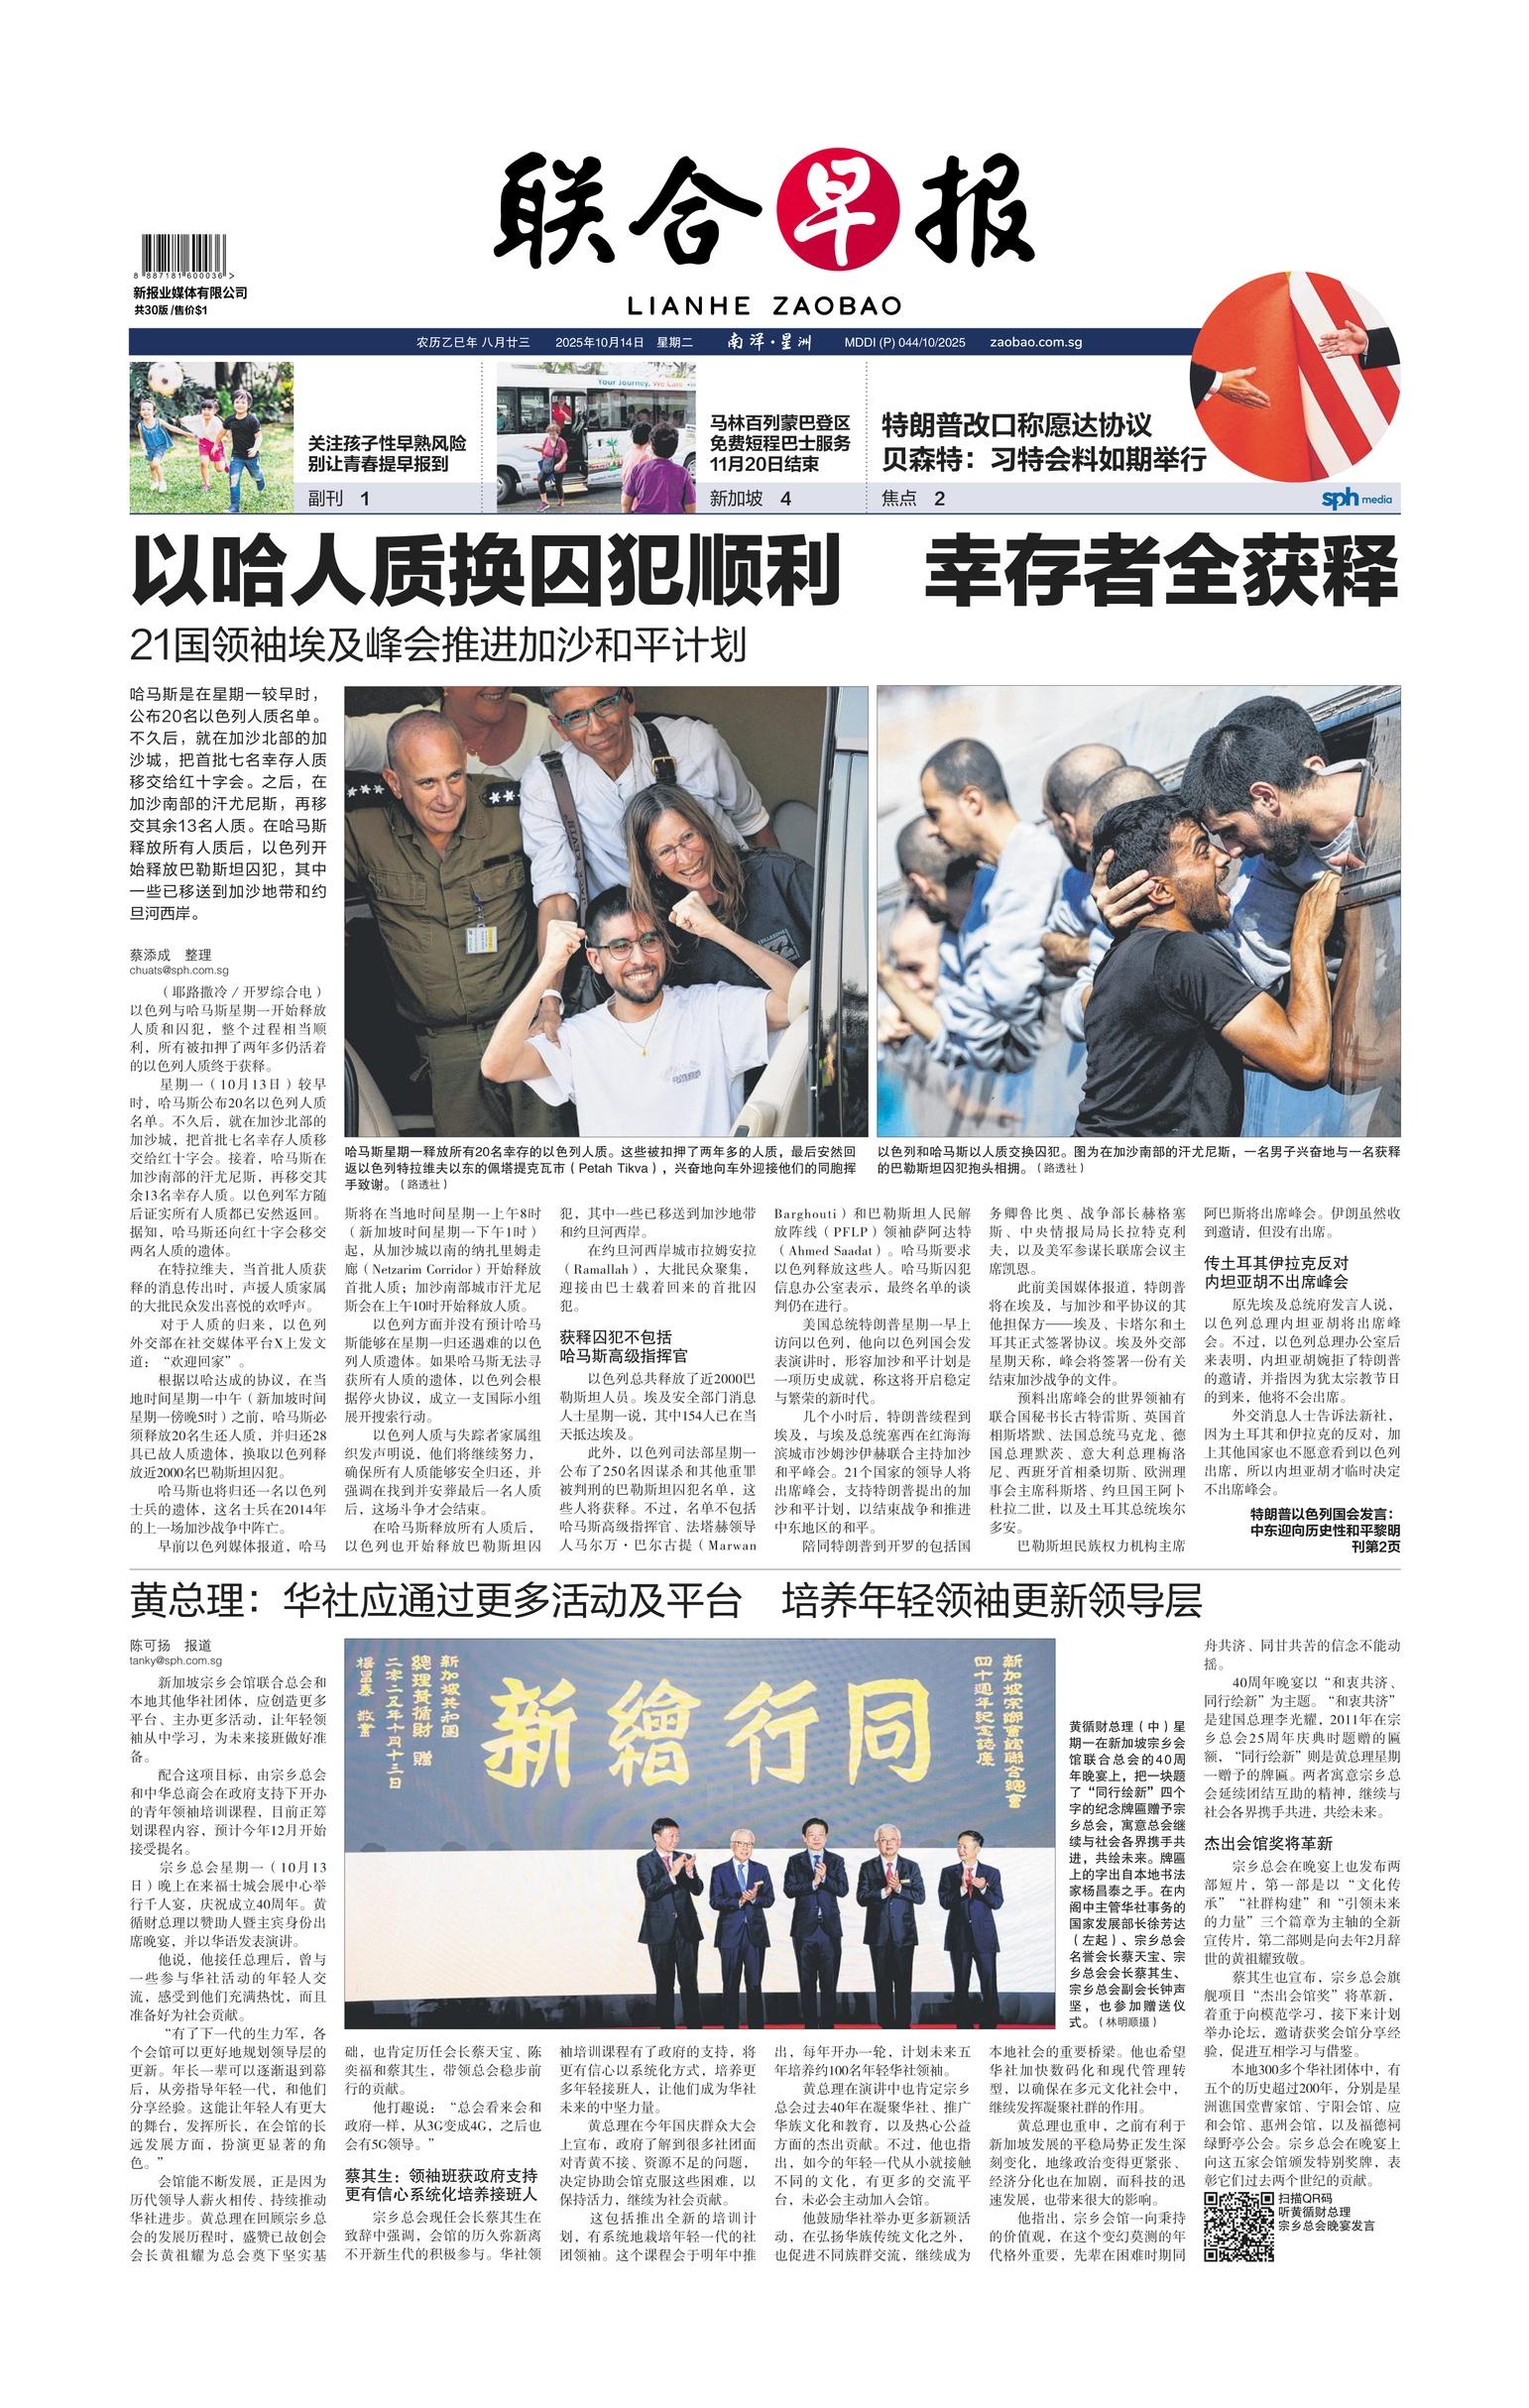 联合早报
LIANHE ZAOBAO
8 887181 600036 >
新报业媒体有限公司
共30版 /售价$1
农历乙巳年 八月廿三 2025年10月14日 星期二 南洋·星洲 MDDI (P) 044/10/2025 zaobao.com.sg
关注孩子性早熟风险
别让青春提早报到
副刊 1
Your Journey, We Care
马林百列蒙巴登区
免费短程巴士服务
11月20日结束
新加坡 4
特朗普改口称愿达协议
贝森特：习特会料如期举行
焦点 2
sph media
以哈人质换囚犯顺利 幸存者全获释
21国领袖埃及峰会推进加沙和平计划
哈马斯是在星期一较早时，
公布20名以色列人质名单。
不久后，就在加沙北部的加
沙城，把首批七名幸存人质
移交给红十字会。之后，在
加沙南部的汗尤尼斯，再移
交其余13名人质。在哈马斯
释放所有人质后，以色列开
始释放巴勒斯坦囚犯，其中
一些已移送到加沙地带和约
旦河西岸。
蔡添成 整理
chuats@sph.com.sg
（耶路撒冷／开罗综合电）
以色列与哈马斯星期一开始释放
人质和囚犯，整个过程相当顺
利，所有被扣押了两年多仍活着
的以色列人质终于获释。
星期一（10月13日）较早
时，哈马斯公布20名以色列人质
名单。不久后，就在加沙北部的
加沙城，把首批七名幸存人质移
交给红十字会。接着，哈马斯在
加沙南部的汗尤尼斯，再移交其
余13名幸存人质。以色列军方随
后证实所有人质都已安然返回。
据知，哈马斯还向红十字会移交
两名人质的遗体。
在特拉维夫，当首批人质获
释的消息传出时，声援人质家属
的大批民众发出喜悦的欢呼声。
对于人质的归来，以色列
外交部在社交媒体平台X上发文
道：“欢迎回家”。
根据以哈达成的协议，在当
地时间星期一中午（新加坡时间
星期一傍晚5时）之前，哈马斯必
须释放20名生还人质，并归还28
具已故人质遗体，换取以色列释
放近2000名巴勒斯坦囚犯。
哈马斯也将归还一名以色列
士兵的遗体，这名士兵在2014年
的上一场加沙战争中阵亡。
早前以色列媒体报道，哈马
哈马斯星期一释放所有20名幸存的以色列人质。这些被扣押了两年多的人质，最后安然回
返以色列特拉维夫以东的佩塔提克瓦市（Petah Tikva），兴奋地向车外迎接他们的同胞挥
手致谢。（路透社）
以色列和哈马斯以人质交换囚犯。图为在加沙南部的汗尤尼斯，一名男子兴奋地与一名获释
的巴勒斯坦囚犯抱头相拥。（路透社）
斯将在当地时间星期一上午8时
（新加坡时间星期一下午1时）
起，从加沙城以南的纳扎里姆走
廊（Netzarim Corridor）开始释放
首批人质；加沙南部城市汗尤尼
斯会在上午10时开始释放人质。
以色列方面并没有预计哈马
斯能够在星期一归还遇难的以色
列人质遗体。如果哈马斯无法寻
获所有人质的遗体，以色列会根
据停火协议，成立一支国际小组
展开搜索行动。
以色列人质与失踪者家属组
织发声明说，他们将继续努力，
确保所有人质能够安全归还，并
强调在找到并安葬最后一名人质
后，这场斗争才会结束。
在哈马斯释放所有人质后，
以色列也开始释放巴勒斯坦囚
犯，其中一些已移送到加沙地带
和约旦河西岸。
在约旦河西岸城市拉姆安拉
（Ramallah），大批民众聚集，
迎接由巴士载着回来的首批囚
犯。
获释囚犯不包括
哈马斯高级指挥官
以色列总共释放了近2000巴
勒斯坦人员。埃及安全部门消息
人士星期一说，其中154人已在当
天抵达埃及。
此外，以色列司法部星期一
公布了250名因谋杀和其他重罪
被判刑的巴勒斯坦囚犯名单，这
些人将获释。不过，名单不包括
哈马斯高级指挥官、法塔赫领导
人马尔万·巴尔古提（Marwan
Barghouti）和巴勒斯坦人民解
放阵线（PFLP）领袖萨阿达特
（Ahmed Saadat）。哈马斯要求
以色列释放这些人。哈马斯囚犯
信息办公室表示，最终名单的谈
判仍在进行。
美国总统特朗普星期一早上
访问以色列，他向以色列国会发
表演讲时，形容加沙和平计划是
一项历史成就，称这将开启稳定
与繁荣的新时代。
几个小时后，特朗普续程到
埃及，与埃及总统塞西在红海海
滨城市沙姆沙伊赫联合主持加沙
和平峰会。21个国家的领导人将
出席峰会，支持特朗普提出的加
沙和平计划，以结束战争和推进
中东地区的和平。
陪同特朗普到开罗的包括国
务卿鲁比奥、战争部长赫格塞
斯、中央情报局局长拉特克利
夫，以及美军参谋长联席会议主
席凯恩。
此前美国媒体报道，特朗普
将在埃及，与加沙和平协议的其
他担保方——埃及、卡塔尔和土
耳其正式签署协议。埃及外交部
星期天称，峰会将签署一份有关
结束加沙战争的文件。
预料出席峰会的世界领袖有
联合国秘书长古特雷斯、英国首
相斯塔默、法国总统马克龙、德
国总理默茨、意大利总理梅洛
尼、西班牙首相桑切斯、欧洲理
事会主席科斯塔、约旦国王阿卜
杜拉二世，以及土耳其总统埃尔
多安。
巴勒斯坦民族权力机构主席
阿巴斯将出席峰会。伊朗虽然收
到邀请，但没有出席。
传土耳其伊拉克反对
内坦亚胡不出席峰会
原先埃及总统府发言人说，
以色列总理内坦亚胡将出席峰
会。不过，以色列总理办公室后
来表明，内坦亚胡婉拒了特朗普
的邀请，并指因为犹太宗教节日
的到来，他将不会出席。
外交消息人士告诉法新社，
因为土耳其和伊拉克的反对，加
上其他国家也不愿意看到以色列
出席，所以内坦亚胡才临时决定
不出席峰会。
特朗普以色列国会发言：
中东迎向历史性和平黎明
刊第2页
黄总理：华社应通过更多活动及平台 培养年轻领袖更新领导层
陈可扬 报道
tanky@sph.com.sg
新加坡宗乡会馆联合总会和
本地其他华社团体，应创造更多
平台、主办更多活动，让年轻领
袖从中学习，为未来接班做好准
备。
配合这项目标，由宗乡总会
和中华总商会在政府支持下开办
的青年领袖培训课程，目前正筹
划课程内容，预计今年12月开始
接受提名。
宗乡总会星期一（10月13
日）晚上在来福士城会展中心举
行千人宴，庆祝成立40周年。黄
循财总理以赞助人暨主宾身份出
席晚宴，并以华语发表演讲。
他说，他接任总理后，曾与
一些参与华社活动的年轻人交
流，感受到他们充满热忱，而且
准备好为社会贡献。
“有了下一代的生力军，各
个会馆可以更好地规划领导层的
更新。年长一辈可以逐渐退到幕
后，从旁指导年轻一代，和他们
分享经验。这能让年轻人有更大
的舞台，发挥所长，在会馆的长
远发展方面，扮演更显著的角
色。”
会馆能不断发展，正是因为
历代领导人薪火相传、持续推动
华社进步。黄总理在回顾宗乡总
会的发展历程时，盛赞已故创会
会长黄祖耀为总会奠下坚实基
新加坡宗鄉會館聯合總會
四十週年紀念誌慶
同行繪新
新加坡共和國
總理黃循財 贈
二零二五年十月十三日
楊昌泰 敬書
黄循财总理（中）星
期一在新加坡宗乡会
馆联合总会的40周
年晚宴上，把一块题
了“同行绘新”四个
字的纪念牌匾赠予宗
乡总会，寓意总会继
续与社会各界携手共
进，共绘未来。牌匾
上的字出自本地书法
家杨昌泰之手。在内
阁中主管华社事务的
国家发展部长徐芳达
（左起）、宗乡总会
名誉会长蔡天宝、宗
乡总会会长蔡其生、
宗乡总会副会长钟声
坚，也参加赠送仪
式。（林明顺摄）
础，也肯定历任会长蔡天宝、陈
奕福和蔡其生，带领总会稳步前
行的贡献。
他打趣说：“总会看来会和
政府一样，从3G变成4G，之后也
会有5G领导。”
蔡其生：领袖班获政府支持
更有信心系统化培养接班人
宗乡总会现任会长蔡其生在
致辞中强调，会馆的历久弥新离
不开新生代的积极参与。华社领
袖培训课程有了政府的支持，将
更有信心以系统化方式，培养更
多年轻接班人，让他们成为华社
未来的中坚力量。
黄总理在今年国庆群众大会
上宣布，政府了解到很多社团面
对青黄不接、资源不足的问题，
决定协助会馆克服这些困难，以
保持活力，继续为社会贡献。
这包括推出全新的培训计
划，有系统地栽培年轻一代的社
团领袖。这个课程会于明年中推
出，每年开办一轮，计划未来五
年培养约100名年轻华社领袖。
黄总理在演讲中也肯定宗乡
总会过去40年在凝聚华社、推广
华族文化和教育，以及热心公益
方面的杰出贡献。不过，他也指
出，如今的年轻一代从小就接触
不同的文化，有更多的交流平
台，未必会主动加入会馆。
他鼓励华社举办更多新颖活
动，在弘扬华族传统文化之外，
也促进不同族群交流，继续成为
本地社会的重要桥梁。他也希望
华社加快数码化和现代管理转
型，以确保在多元文化社会中，
继续发挥凝聚社群的作用。
黄总理也重申，之前有利于
新加坡发展的平稳局势正发生深
刻变化，地缘政治变得更紧张、
经济分化也在加剧，而科技的迅
速发展，也带来很大的影响。
他指出，宗乡会馆一向秉持
的价值观，在这个变幻莫测的年
代格外重要，先辈在困难时期同
舟共济、同甘共苦的信念不能动
摇。
40周年晚宴以“和衷共济、
同行绘新”为主题。“和衷共济”
是建国总理李光耀，2011年在宗
乡总会25周年庆典时题赠的匾
额，“同行绘新”则是黄总理星期
一赠予的牌匾。两者寓意宗乡总
会延续团结互助的精神，继续与
社会各界携手共进，共绘未来。
杰出会馆奖将革新
宗乡总会在晚宴上也发布两
部短片，第一部是以“文化传
承”“社群构建”和“引领未来
的力量”三个篇章为主轴的全新
宣传片，第二部则是向去年2月辞
世的黄祖耀致敬。
蔡其生也宣布，宗乡总会旗
舰项目“杰出会馆奖”将革新，
着重于向模范学习，接下来计划
举办论坛，邀请获奖会馆分享经
验，促进互相学习与借鉴。
本地300多个华社团体中，有
五个的历史超过200年，分别是星
洲谯国堂曹家馆、宁阳会馆、应
和会馆、惠州会馆，以及福德祠
绿野亭公会。宗乡总会在晚宴上
向这五家会馆颁发特别奖牌，表
彰它们过去两个世纪的贡献。
扫描QR码
听黄循财总理
宗乡总会晚宴发言